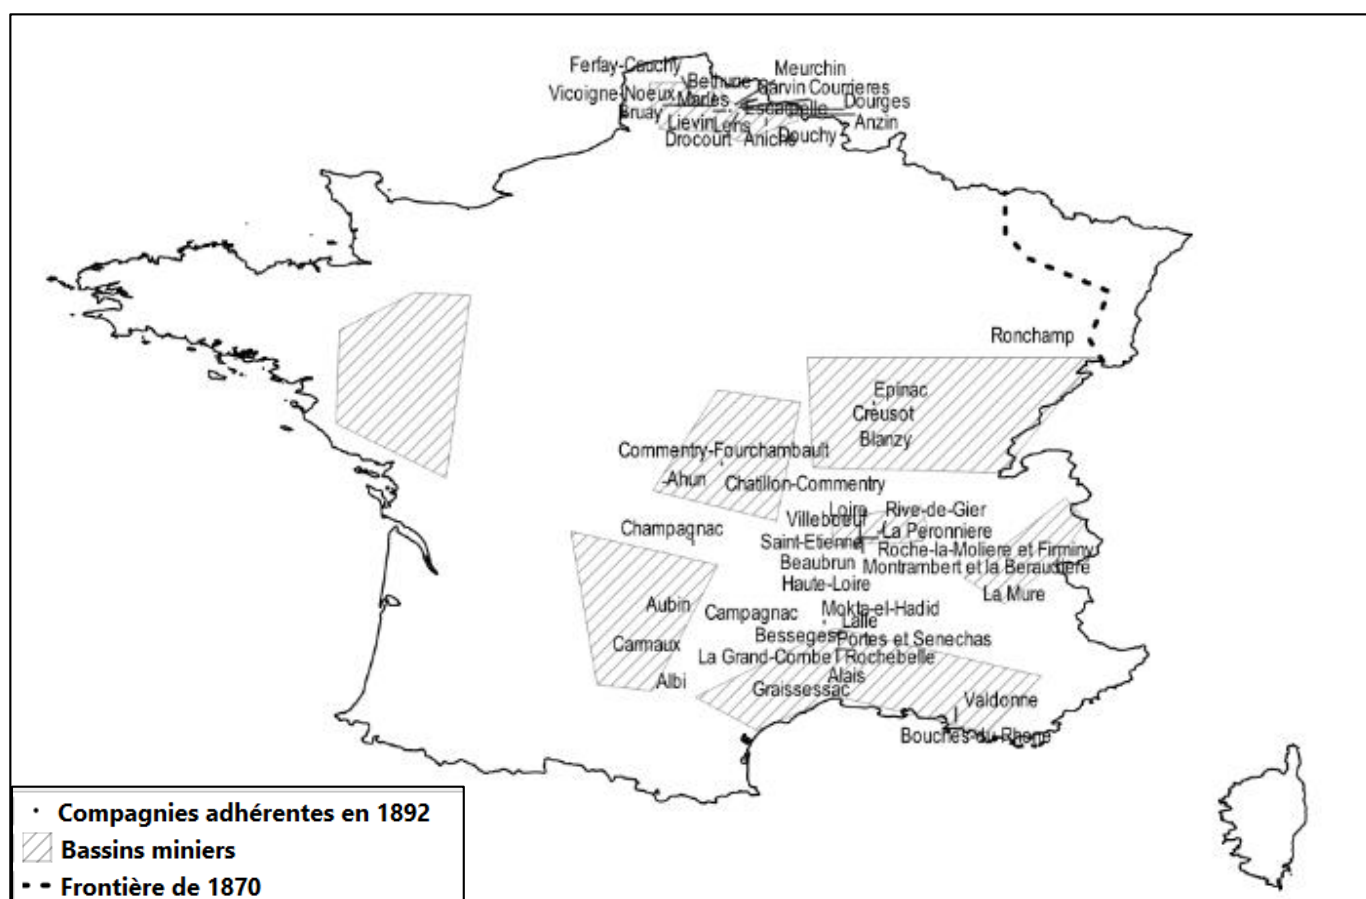 Ferfay-Cauchy
Meurchin
Bethune
Carvin Courrieres
Vicoigne-Noeux
Marles
Dourges
Bruay
Escarpelle
Lievin
Lens
Anzin
Drocourt
Aniche
Douchy
Ronchamp
Epinac
Creusot
Blanzy
Commentry-Fourchambault
Ahun
Chatillon-Commentry
Loire
Rive-de-Gier
Villeboeuf
La Peronniere
Champagnac
Saint-Etienne
Roche-la-Moliere et Firminy
Beaubrun
Montrambert et la Beraudiere
Haute-Loire
La Mure
Aubin
Campagnac
Mokta-el-Hadid
Lalle
Carmaux
Besseges
Portes et Senechas
La Grand-Combe
Rochebelle
Albi
Alais
Graissessac
Valdonne
Bouches-du-Rhone
Compagnies adhérentes en 1892
Bassins miniers
Frontière de 1870